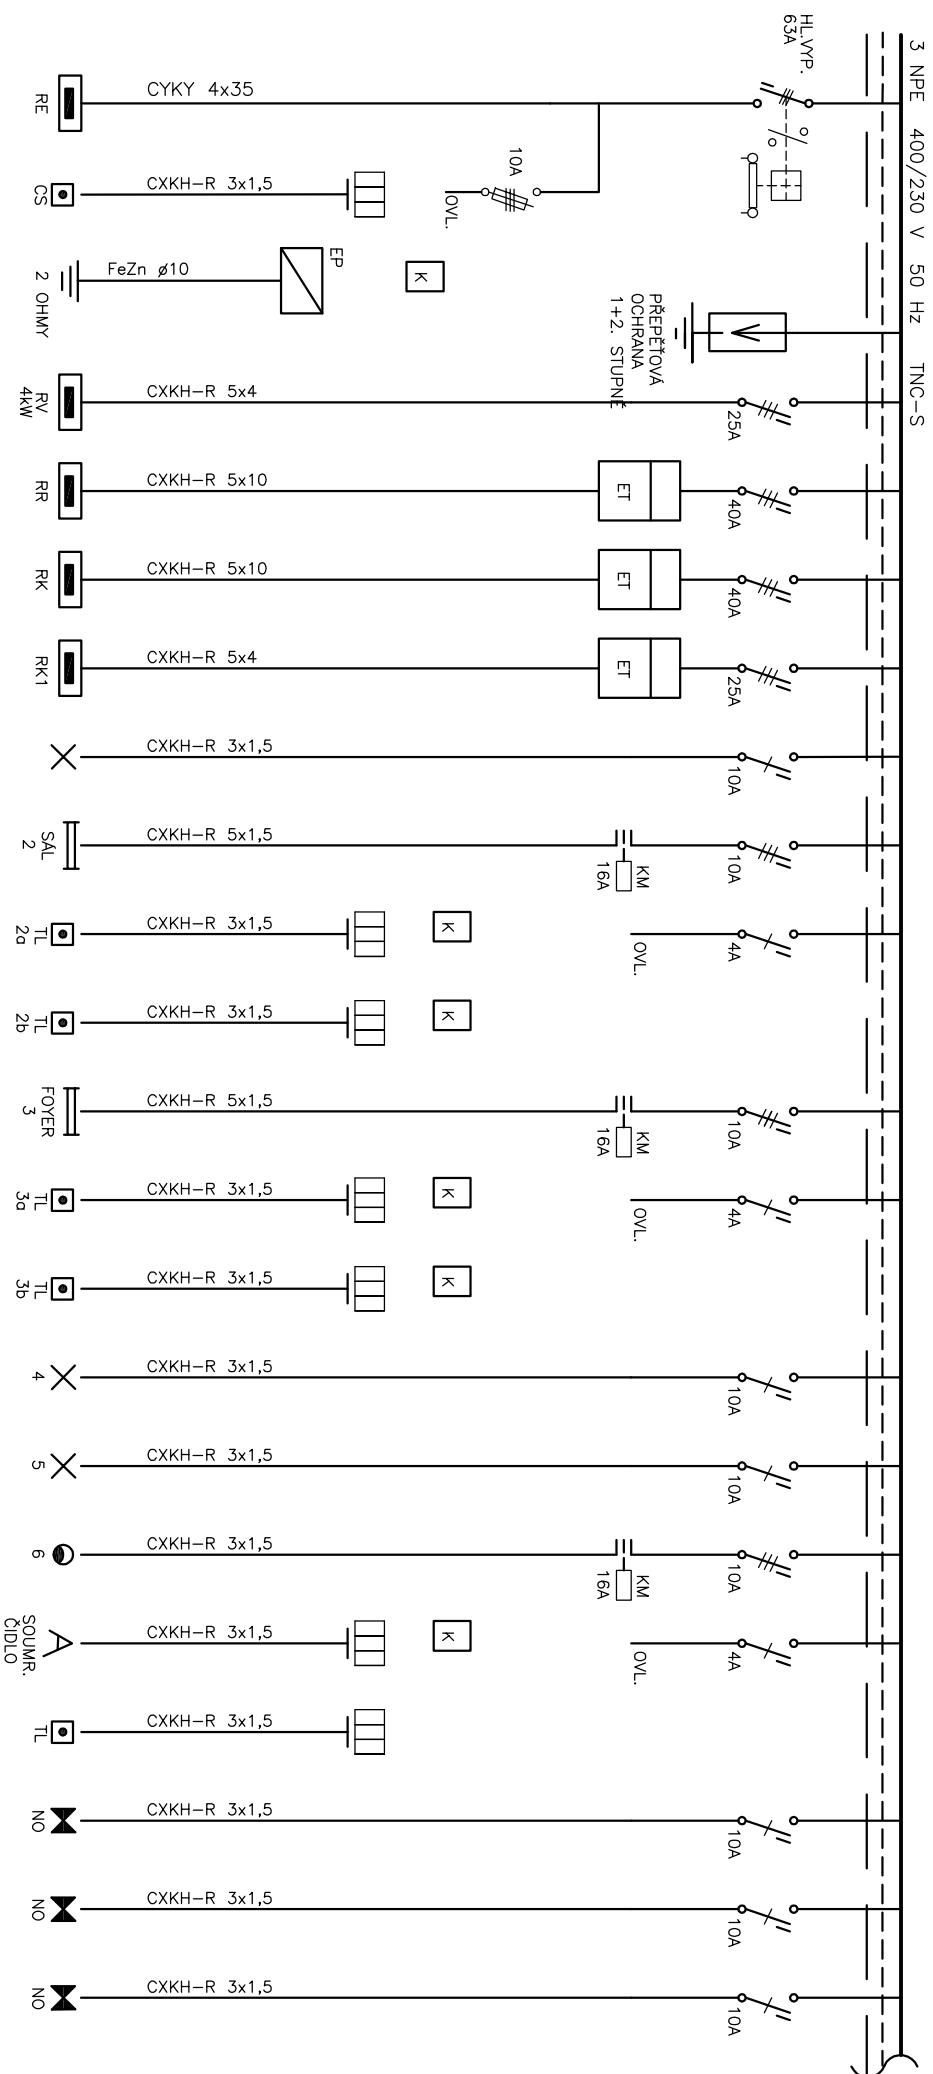 3 NPE 400/230 V 50 Hz TNC-S
HL.VYP.
63A
CYKY 4x35
RE
10A
OVL.
CXKH-R 3x1,5
CS
K
EP
FeZn ø10
2 OHMY
PŘEPĚŤOVÁ
OCHRANA
1+2. STUPNĚ
25A
CXKH-R 5x4
RV
4kW
40A
ET
CXKH-R 5x10
RR
40A
ET
CXKH-R 5x10
RK
25A
ET
CXKH-R 5x4
RK1
10A
CXKH-R 3x1,5
10A
KM
16A
CXKH-R 5x1,5
SÁL
2
4A
OVL.
K
CXKH-R 3x1,5
TL
2a
K
CXKH-R 3x1,5
TL
2b
10A
KM
16A
CXKH-R 5x1,5
FOYER
3
4A
OVL.
K
CXKH-R 3x1,5
TL
3a
K
CXKH-R 3x1,5
TL
3b
10A
CXKH-R 3x1,5
4
10A
CXKH-R 3x1,5
5
10A
KM
16A
CXKH-R 3x1,5
6
4A
OVL.
K
CXKH-R 3x1,5
SOUMR.
ČIDLO
CXKH-R 3x1,5
TL
10A
CXKH-R 3x1,5
NO
10A
CXKH-R 3x1,5
NO
10A
CXKH-R 3x1,5
NO